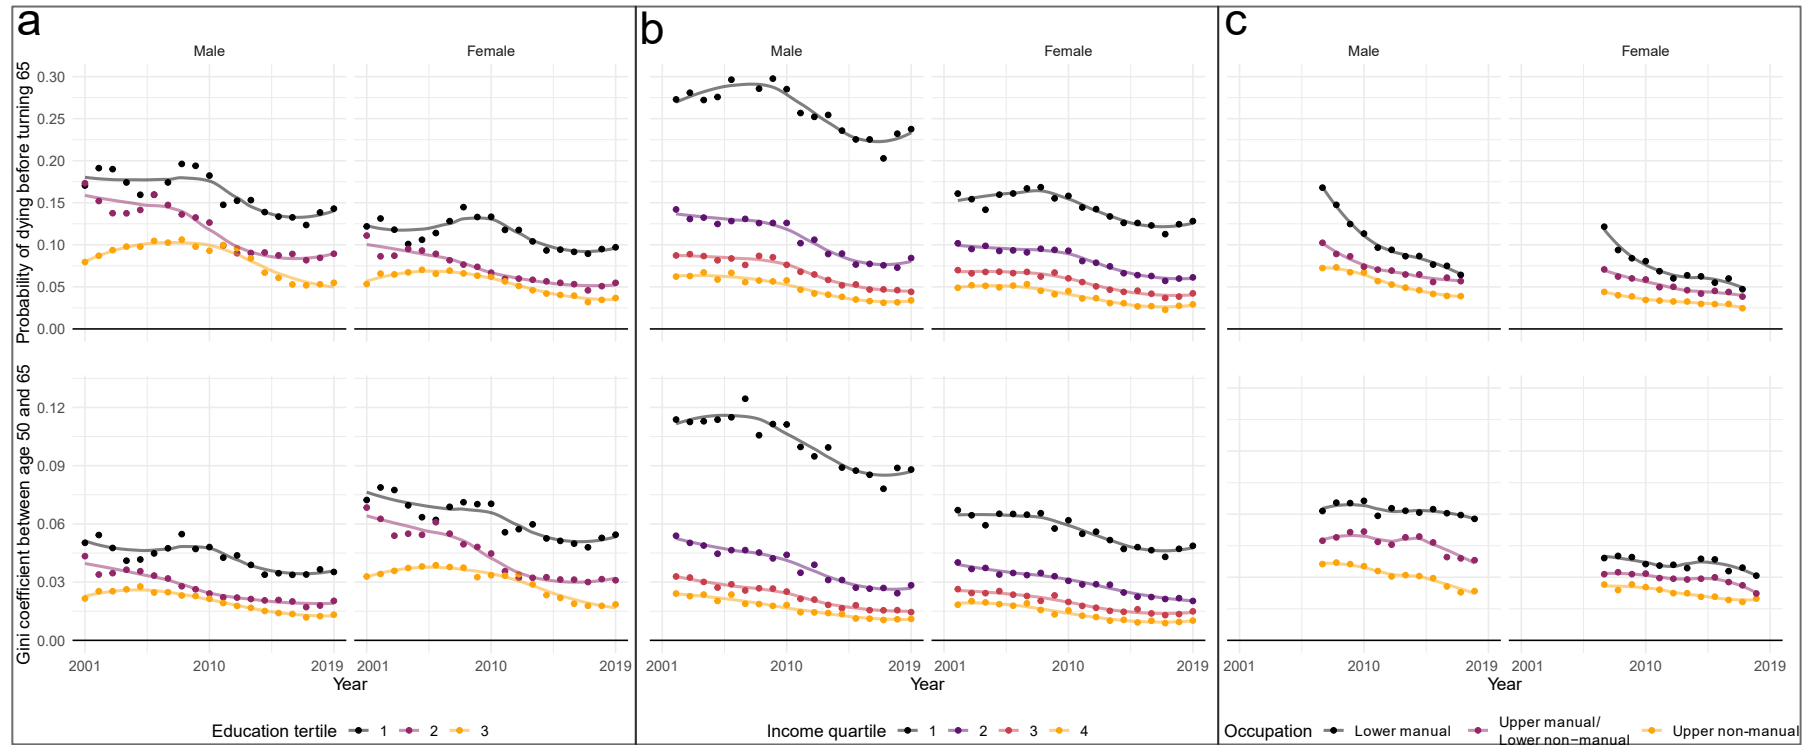 a
b
c
Male
Female
Male
Female
Male
Female
Probability of dying before turning 65
0.30
0.25
0.20
0.15
0.10
0.05
0.00
Gini coefficient between age 50 and 65
0.12
0.09
0.06
0.03
0.00
2001
2010
2019
2001
2010
2019
2001
2010
2019
2001
2010
2019
2001
2010
2019
2001
2010
2019
Year
Year
Year
Education tertile 1 2 3
Income quartile 1 2 3 4
Occupation Lower manual
Upper manual/
Lower non−manual
Upper non-manual